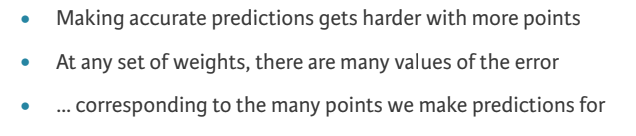 • Making accurate predictions gets harder with more points
• At any set of weights, there are many values of the error
• ... corresponding to the many points we make predictions for